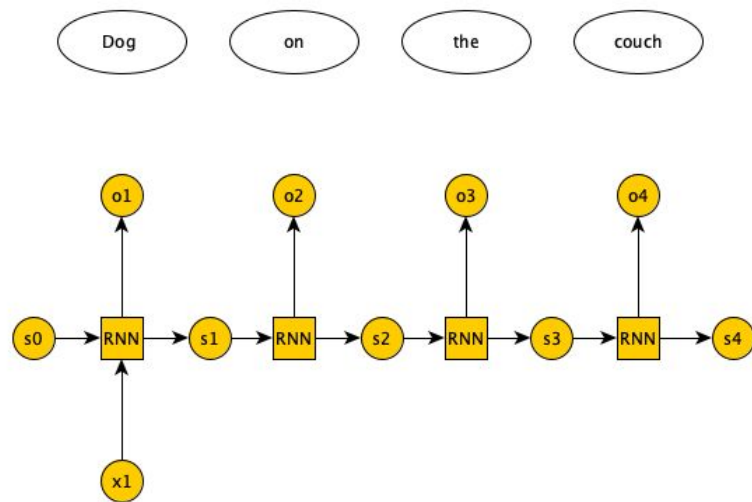 Dog on the couch
o1 o2 o3 o4
s0 RNN s1 RNN s2 RNN s3 RNN s4
x1